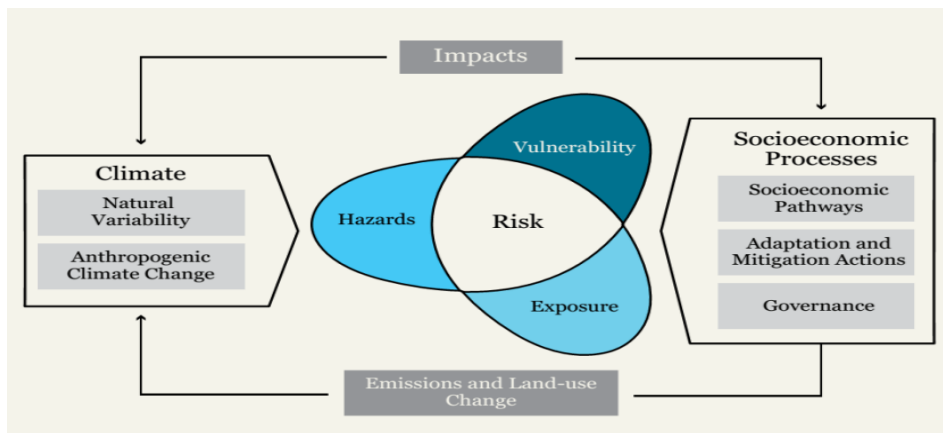 Impacts
Climate
Natural
Variability
Anthropogenic
Climate Change
Hazards
Vulnerability
Risk
Exposure
Socioeconomic
Processes
Socioeconomic
Pathways
Adaptation and
Mitigation Actions
Governance
Emissions and Land-use
Change